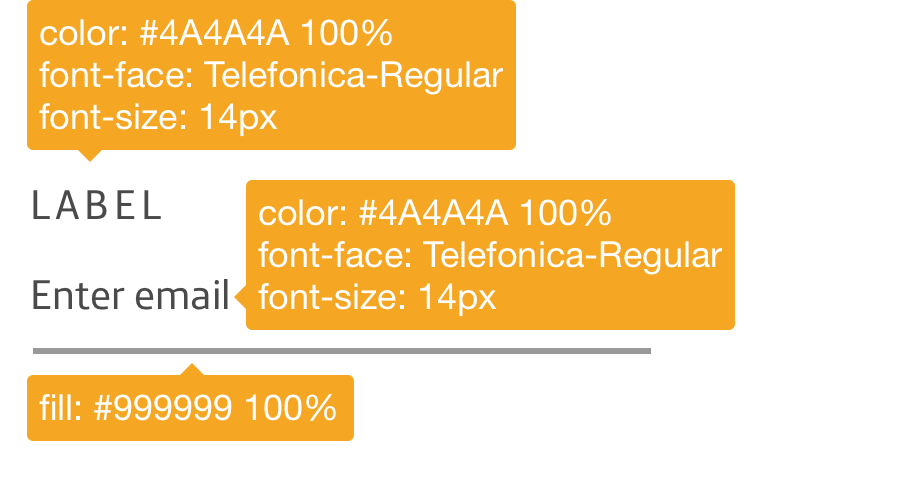 color: #4A4A4A 100%
font-face: Telefonica-Regular
font-size: 14px
LABEL
color: #4A4A4A 100%
font-face: Telefonica-Regular
font-size: 14px
Enter email
fill: #999999 100%